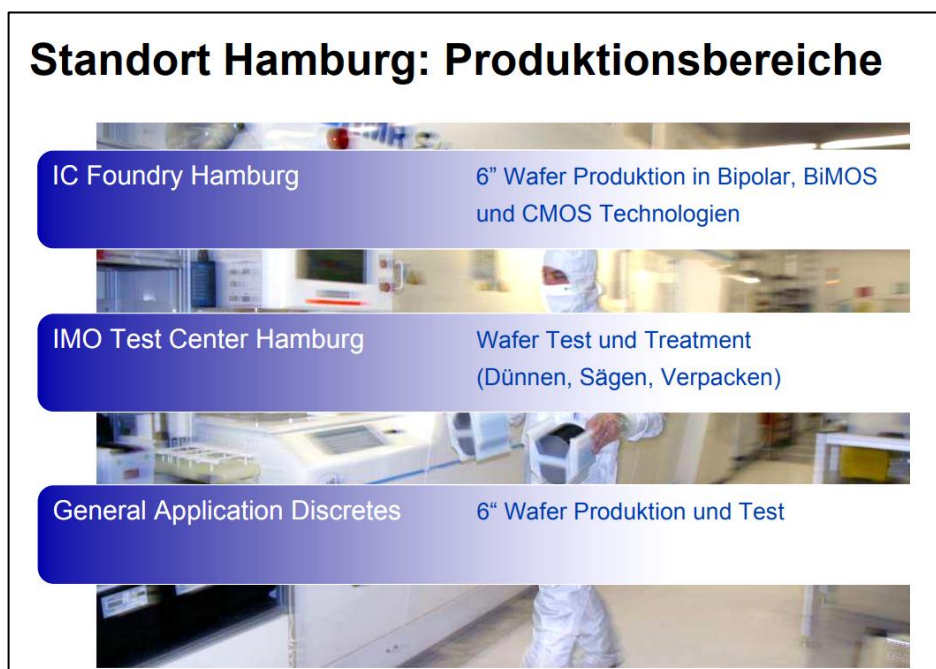 Standort Hamburg: Produktionsbereiche
IC Foundry Hamburg
6” Wafer Produktion in Bipolar, BiMOS
und CMOS Technologien
IMO Test Center Hamburg
Wafer Test und Treatment
(Dünnen, Sägen, Verpacken)
General Application Discretes
6“ Wafer Produktion und Test